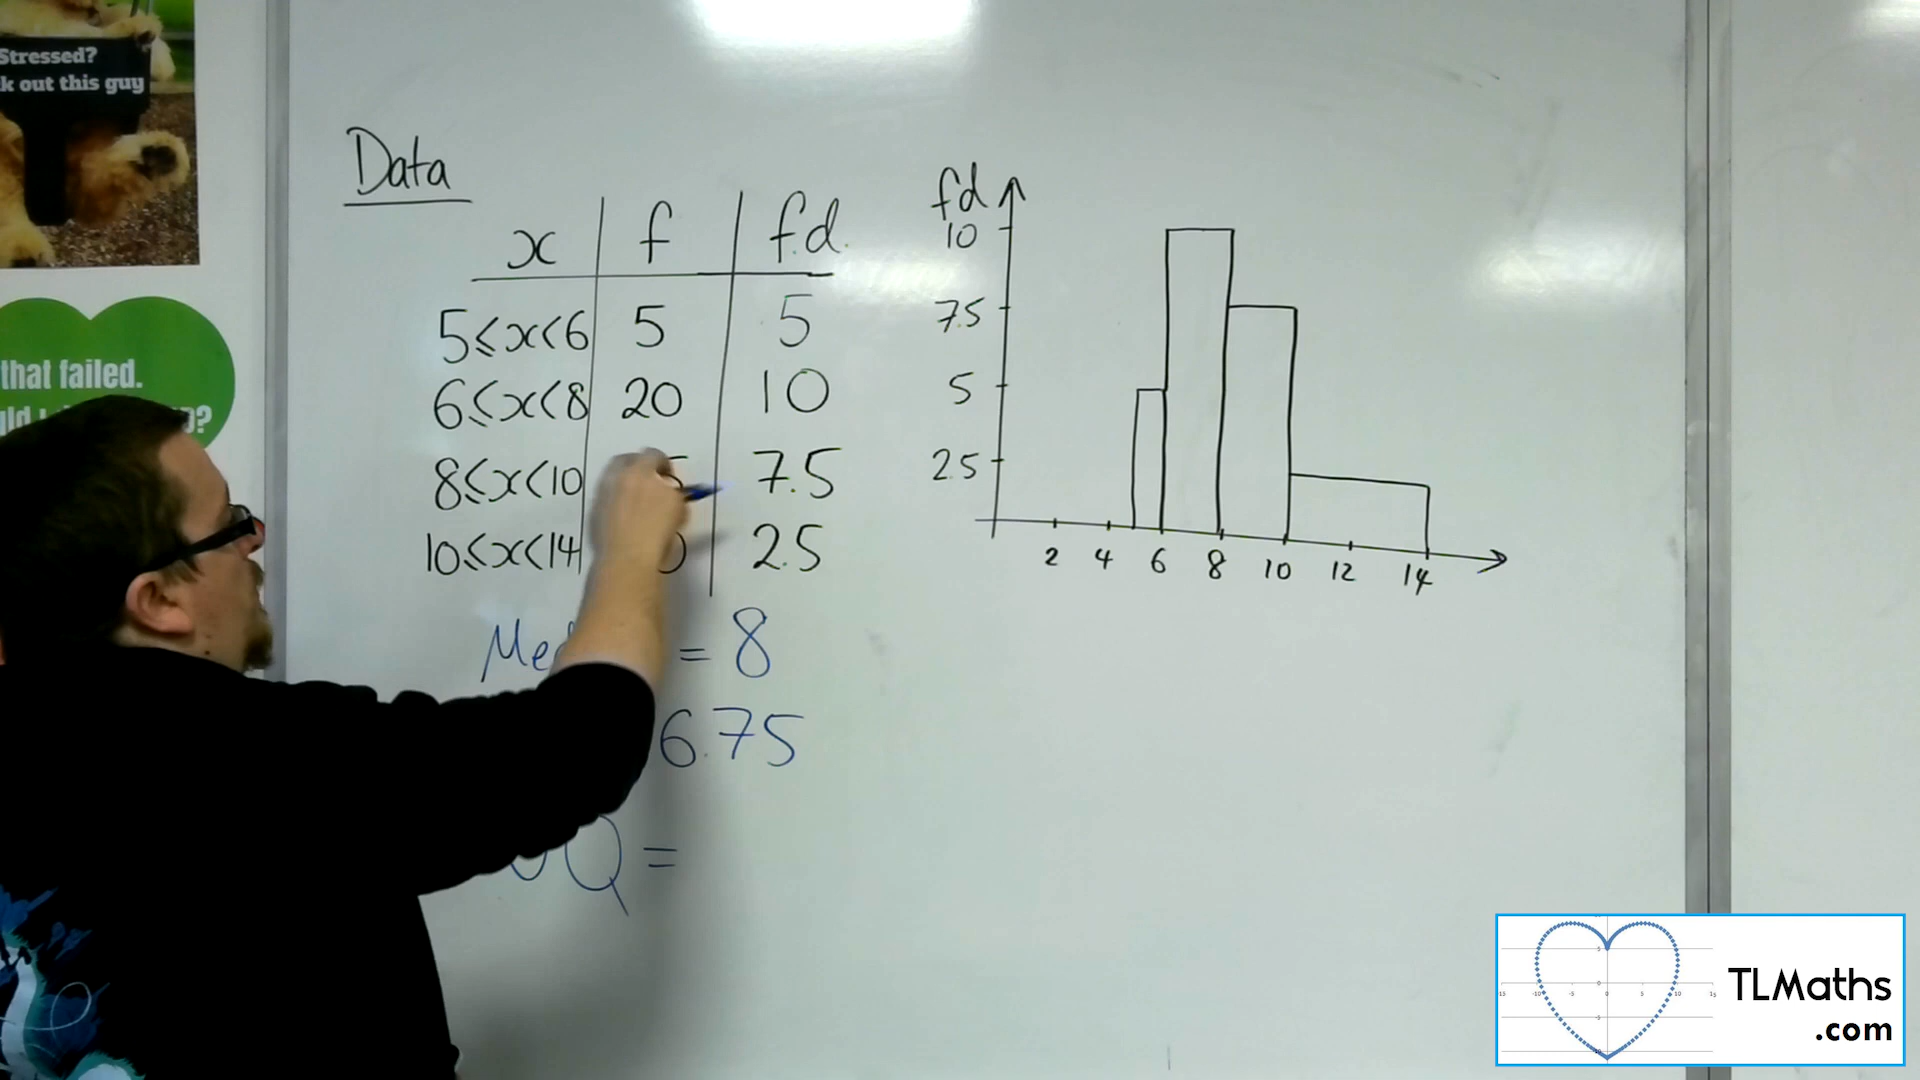 Stressed?
k out this guy
that failed.
Data
x f f.d.
5≤x<6 5 5
6≤x<8 20 10
8≤x<10 5 7.5
10≤x<14 0 2.5
= 8
6.75
Q =
fd
10
7.5
5
2.5
2 4 6 8 10 12 14
TLMaths
.com